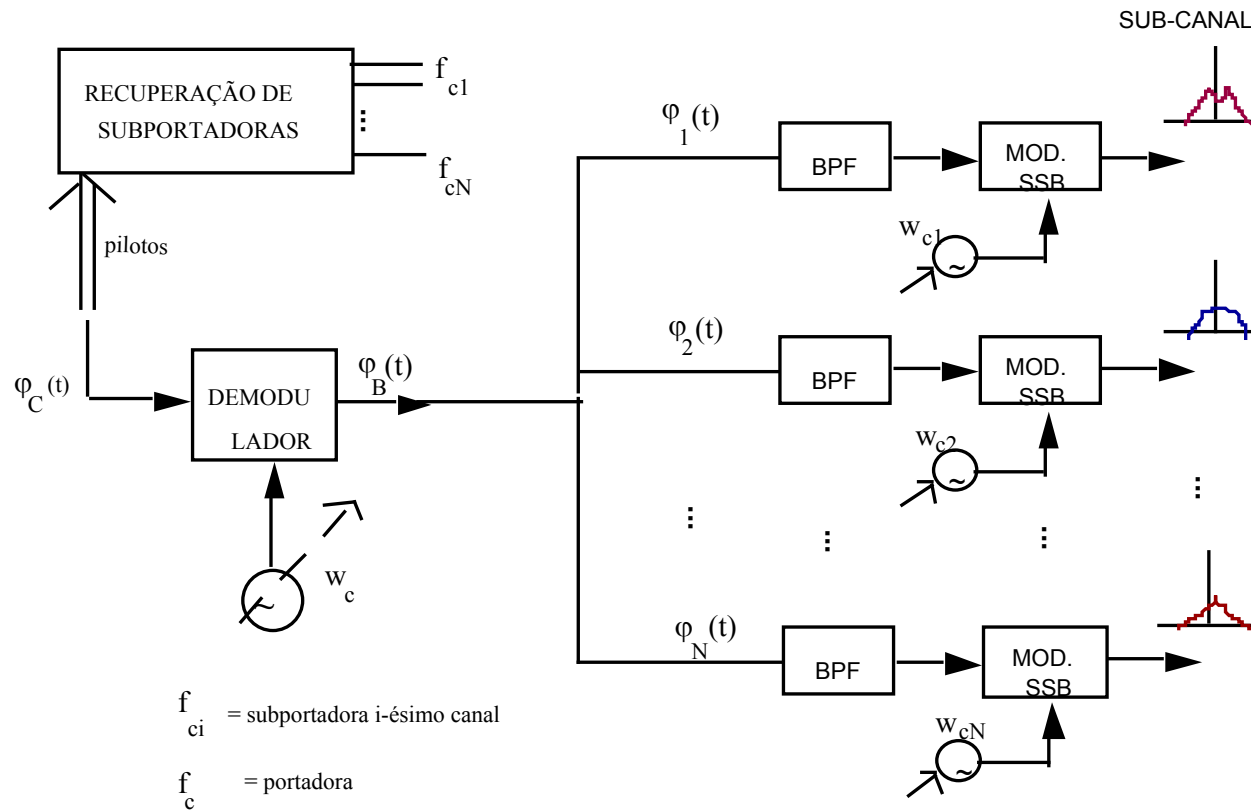 SUB-CANAL
RECUPERAÇÃO DE
SUBPORTADORAS
f c1
⋮
f cN
pilotos
φ C (t)
DEMODU
LADOR
φ B (t)
w c
~
φ 1 (t)
BPF
MOD.
SSB
w c1
~
φ 2 (t)
BPF
MOD.
SSB
w c2
~
⋮ ⋮ ⋮ ⋮
φ N (t)
BPF
MOD.
SSB
w cN
~
f ci = subportadora i-ésimo canal
f c = portadora